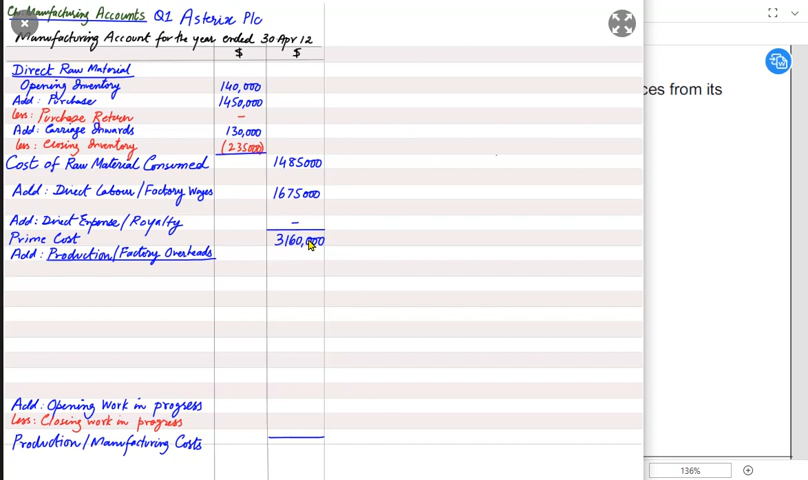 Ch: Manufacturing Accounts Q1 Asterix Plc
Manufacturing Account for the year ended 30 Apr 12
$ $
Direct Raw Material
Opening Inventory 140,000
Add: Purchase 1450,000
less: Purchase Return -
Add: Carriage Inwards 130,000
less: Closing Inventory (235000)
Cost of Raw Material Consumed 1485000
Add: Direct Labour/Factory Wages 1675000
Add: Direct Expense/Royalty -
Prime Cost 3160,000
Add: Production/Factory Overheads
Add: Opening Work in progress
less: Closing work in progress
Production/Manufacturing Costs
ces from its
136%